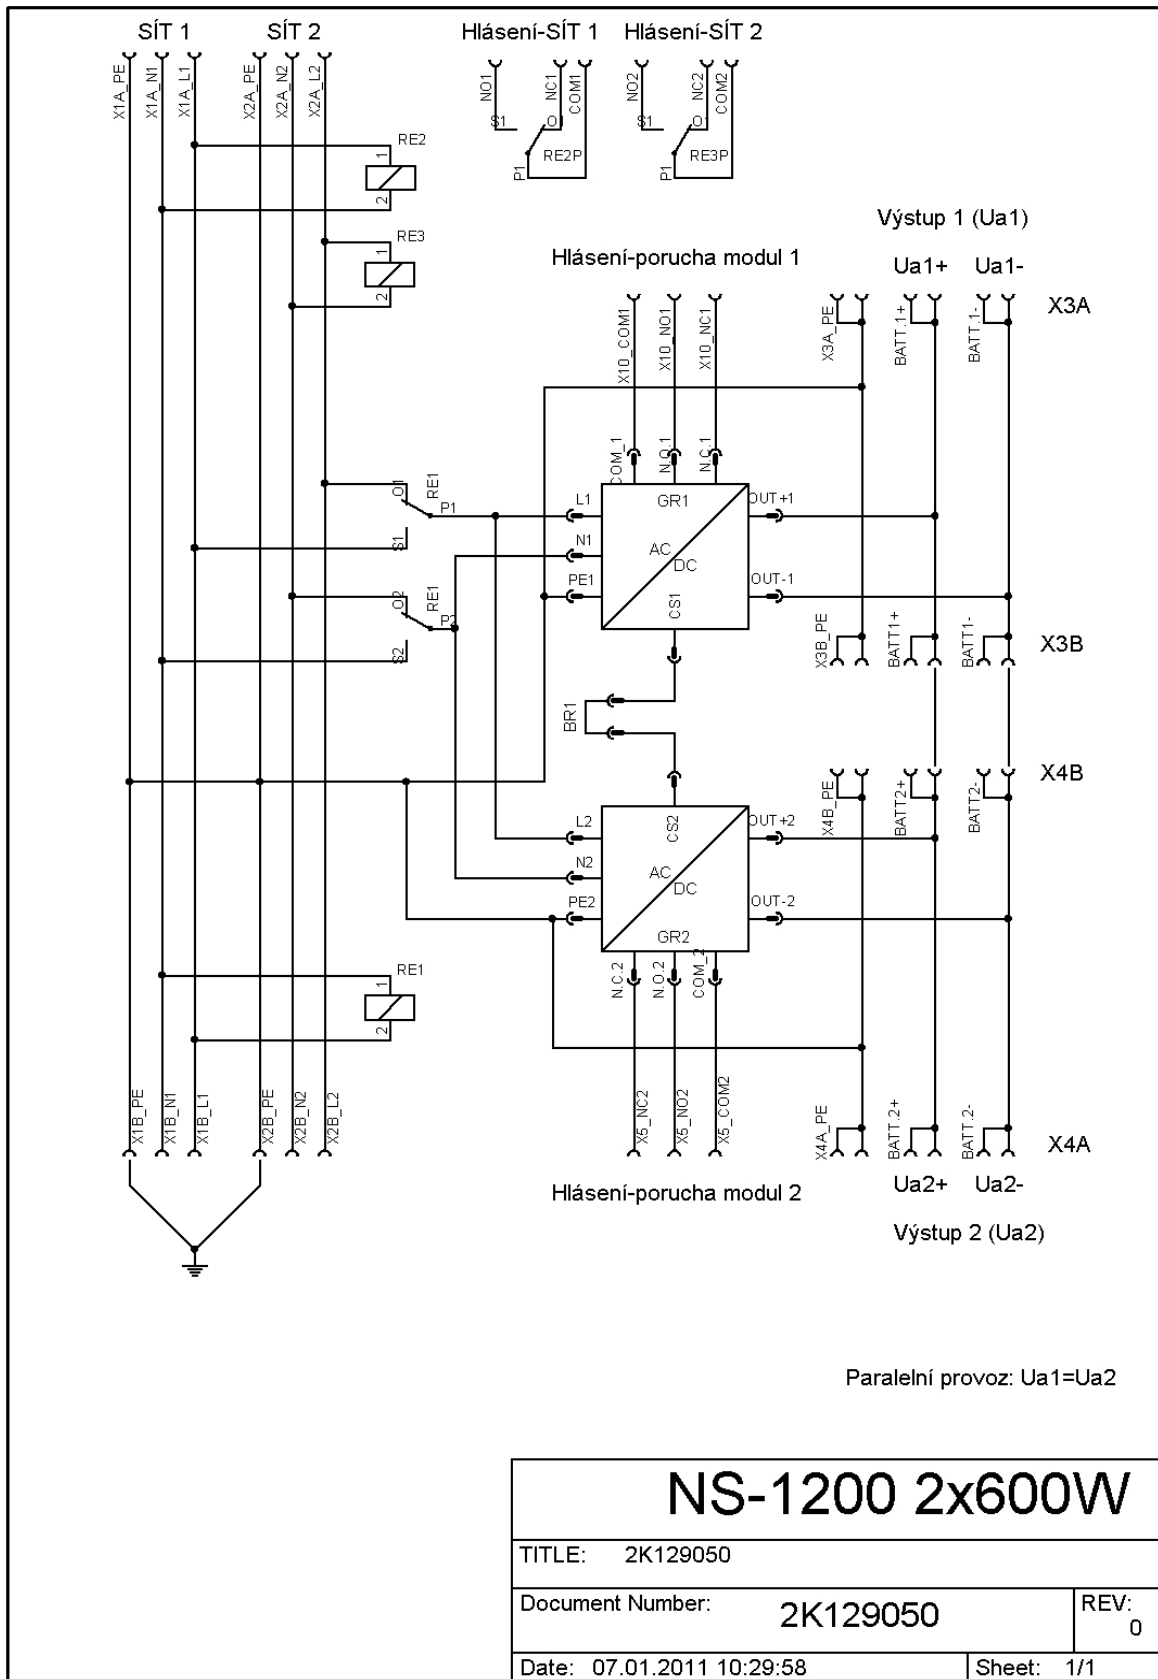 SÍT 1
SÍT 2
Hlásení-SÍT 1
Hlásení-SÍT 2
X1A_PE
X1A_N1
X1A_L1
X2A_PE
X2A_N2
X2A_L2
NO1
NC1
COM1
NO2
NC2
COM2
S1
O1
P1
RE2P
S1
O1
P1
RE3P
RE2
1
2
RE3
1
2
Výstup 1 (Ua1)
Hlásení-porucha modul 1
Ua1+
Ua1-
X3A
X10_COM1
X10_NO1
X10_NC1
X3A_PE
BATT.1+
BATT.1-
COM_1
N.O.1
N.C.1
O1
RE1
P1
S1
L1
GR1
OUT+1
N1
AC
DC
PE1
OUT-1
CS1
O2
RE1
P2
S2
X3B_PE
BATT1+
BATT1-
X3B
BR1
X4B
X4B_PE
BATT2+
BATT2-
L2
CS2
OUT+2
N2
AC
DC
PE2
OUT-2
GR2
N.C.2
N.O.2
COM_2
RE1
1
2
X1B_PE
X1B_N1
X1B_L1
X2B_PE
X2B_N2
X2B_L2
X5_NC2
X5_NO2
X5_COM2
X4A_PE
BATT.2+
BATT.2-
X4A
Hlásení-porucha modul 2
Ua2+
Ua2-
Výstup 2 (Ua2)
Paralelní provoz: Ua1=Ua2
NS-1200 2x600W
TITLE: 2K129050
Document Number: 2K129050
REV: 0
Date: 07.01.2011 10:29:58
Sheet: 1/1